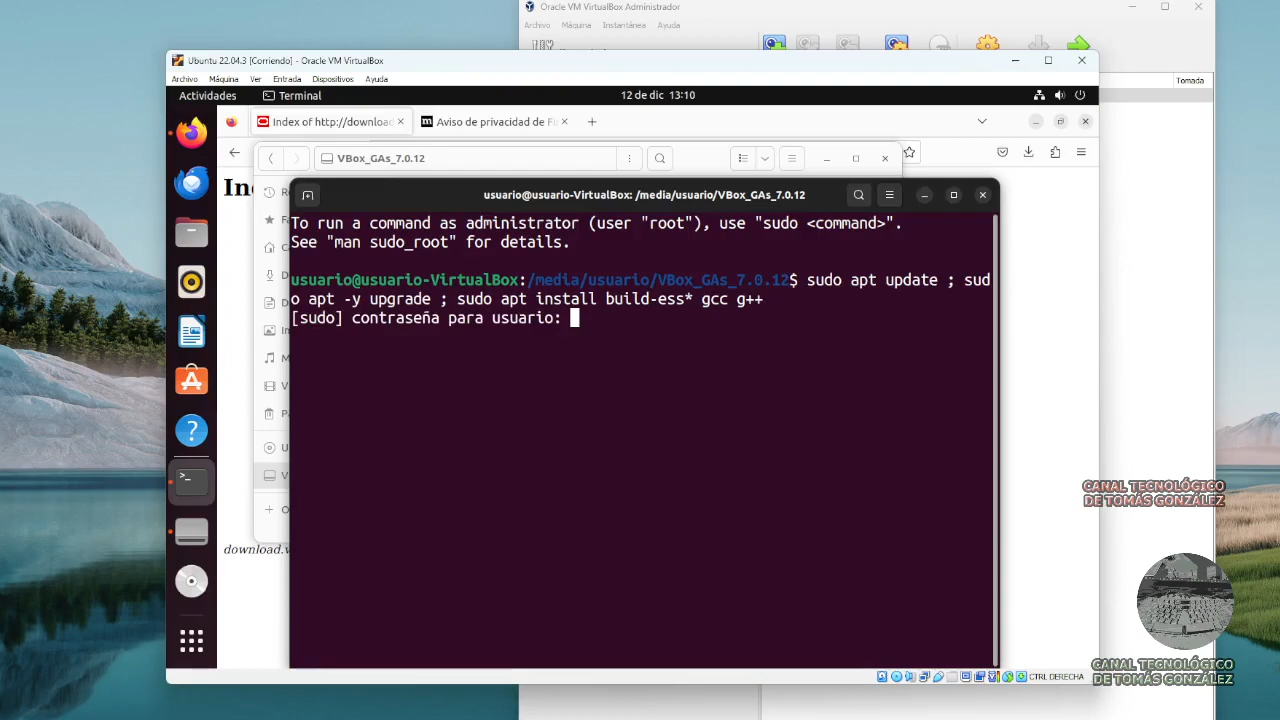 Oracle VM VirtualBox Administrador
Archivo Máquina Instantánea Ayuda
Tomada
Ubuntu 22.04.3 [Corriendo] - Oracle VM VirtualBox
Archivo Máquina Ver Entrada Dispositivos Ayuda
Actividades Terminal 12 de dic 13:10
Index of http://download Aviso de privacidad de Fi
VBox_GAs_7.0.12
In
usuario@usuario-VirtualBox: /media/usuario/VBox_GAs_7.0.12
To run a command as administrator (user "root"), use "sudo <command>".
See "man sudo_root" for details.
usuario@usuario-VirtualBox:/media/usuario/VBox_GAs_7.0.12$ sudo apt update ; sud
o apt -y upgrade ; sudo apt install build-ess* gcc g++
[sudo] contraseña para usuario:
download.v
CANAL TECNOLÓGICO
DE TOMÁS GONZÁLEZ
CANAL TECNOLÓGICO
DE TOMÁS GONZÁLEZ
CTRL DERECHA